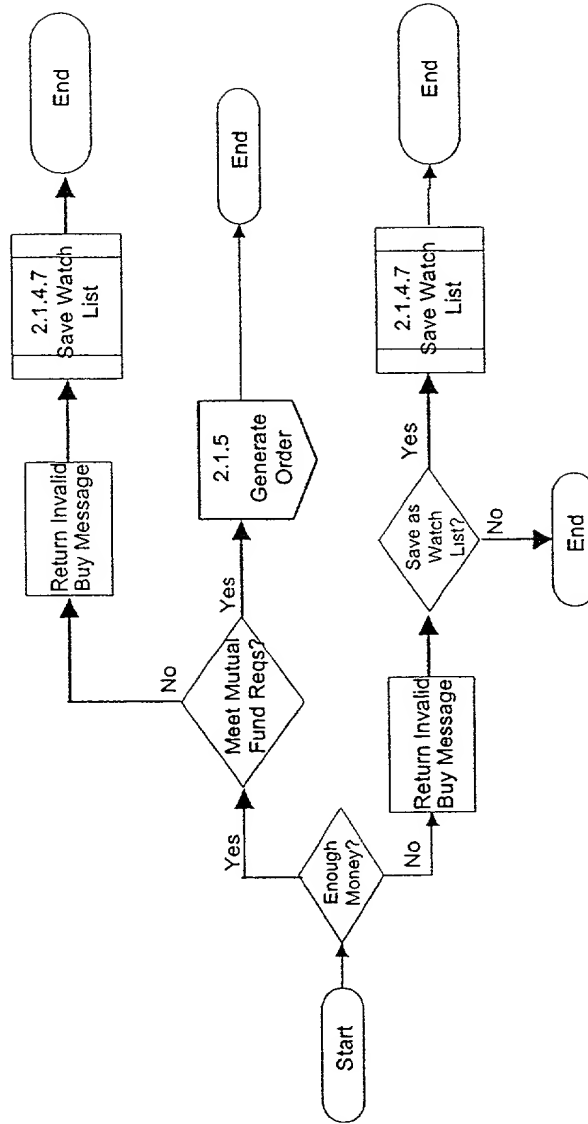 Start
Enough
Money?
Yes
No
Meet Mutual
Fund Reqs?
No
Yes
Return Invalid
Buy Message
2.1.4.7
Save Watch
List
End
2.1.5
Generate
Order
End
Return Invalid
Buy Message
Save as
Watch
List?
Yes
No
2.1.4.7
Save Watch
List
End
End